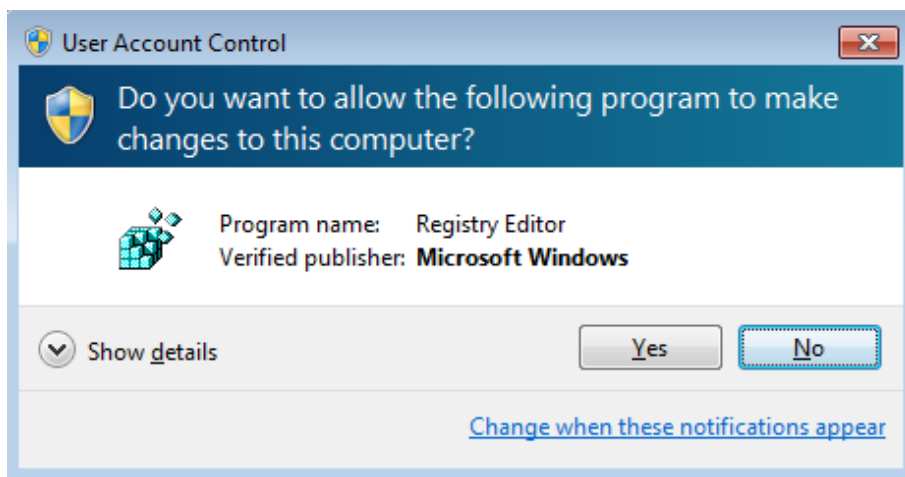 User Account Control
Do you want to allow the following program to make
changes to this computer?
Program name: Registry Editor
Verified publisher: Microsoft Windows
Show details
Yes No
Change when these notifications appear